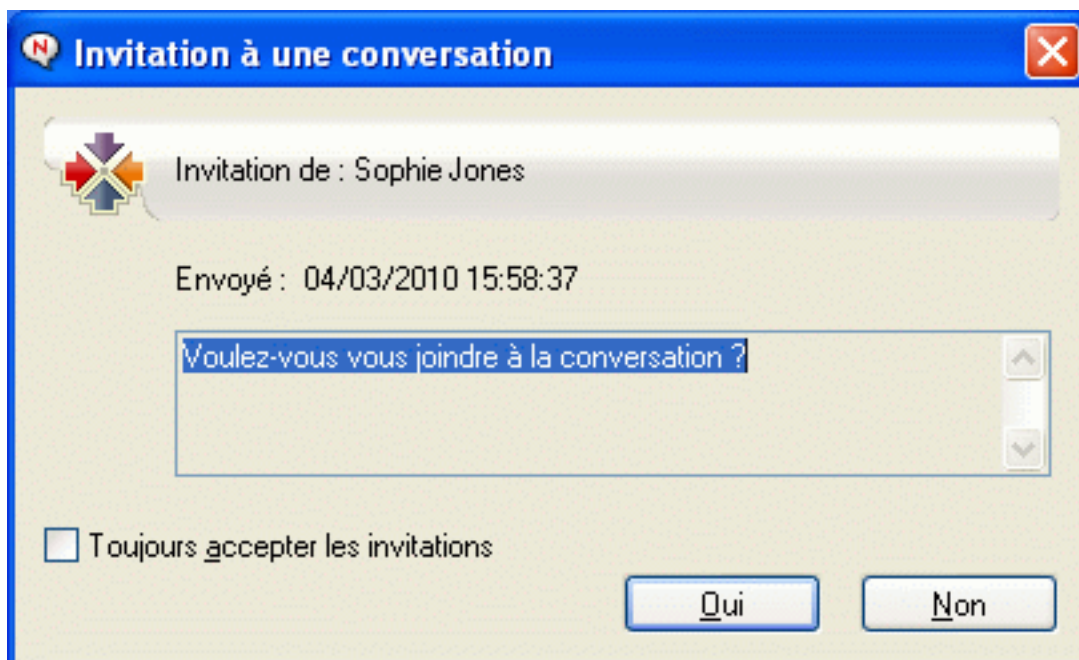 N
Invitation à une conversation
Invitation de : Sophie Jones
Envoyé : 04/03/2010 15:58:37
Voulez-vous vous joindre à la conversation ?
Toujours accepter les invitations
Oui Non